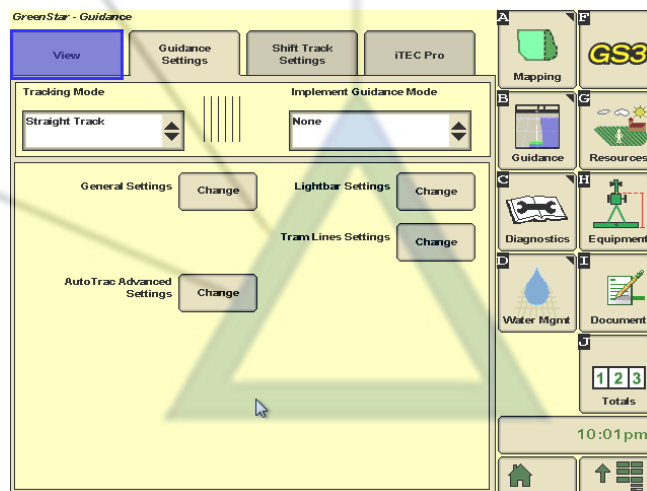 GreenStar - Guidance
View
Guidance
Settings
Shift Track
Settings
iTEC Pro
Tracking Mode
Straight Track
Implement Guidance Mode
None
General Settings
Change
Lightbar Settings
Change
Tram Lines Settings
Change
AutoTrac Advanced
Settings
Change
A
Mapping
F
GS3
B
Guidance
G
Resources
C
Diagnostics
H
Equipment
D
Water Mgmt
I
Document
J
1 2 3
Totals
10:01pm